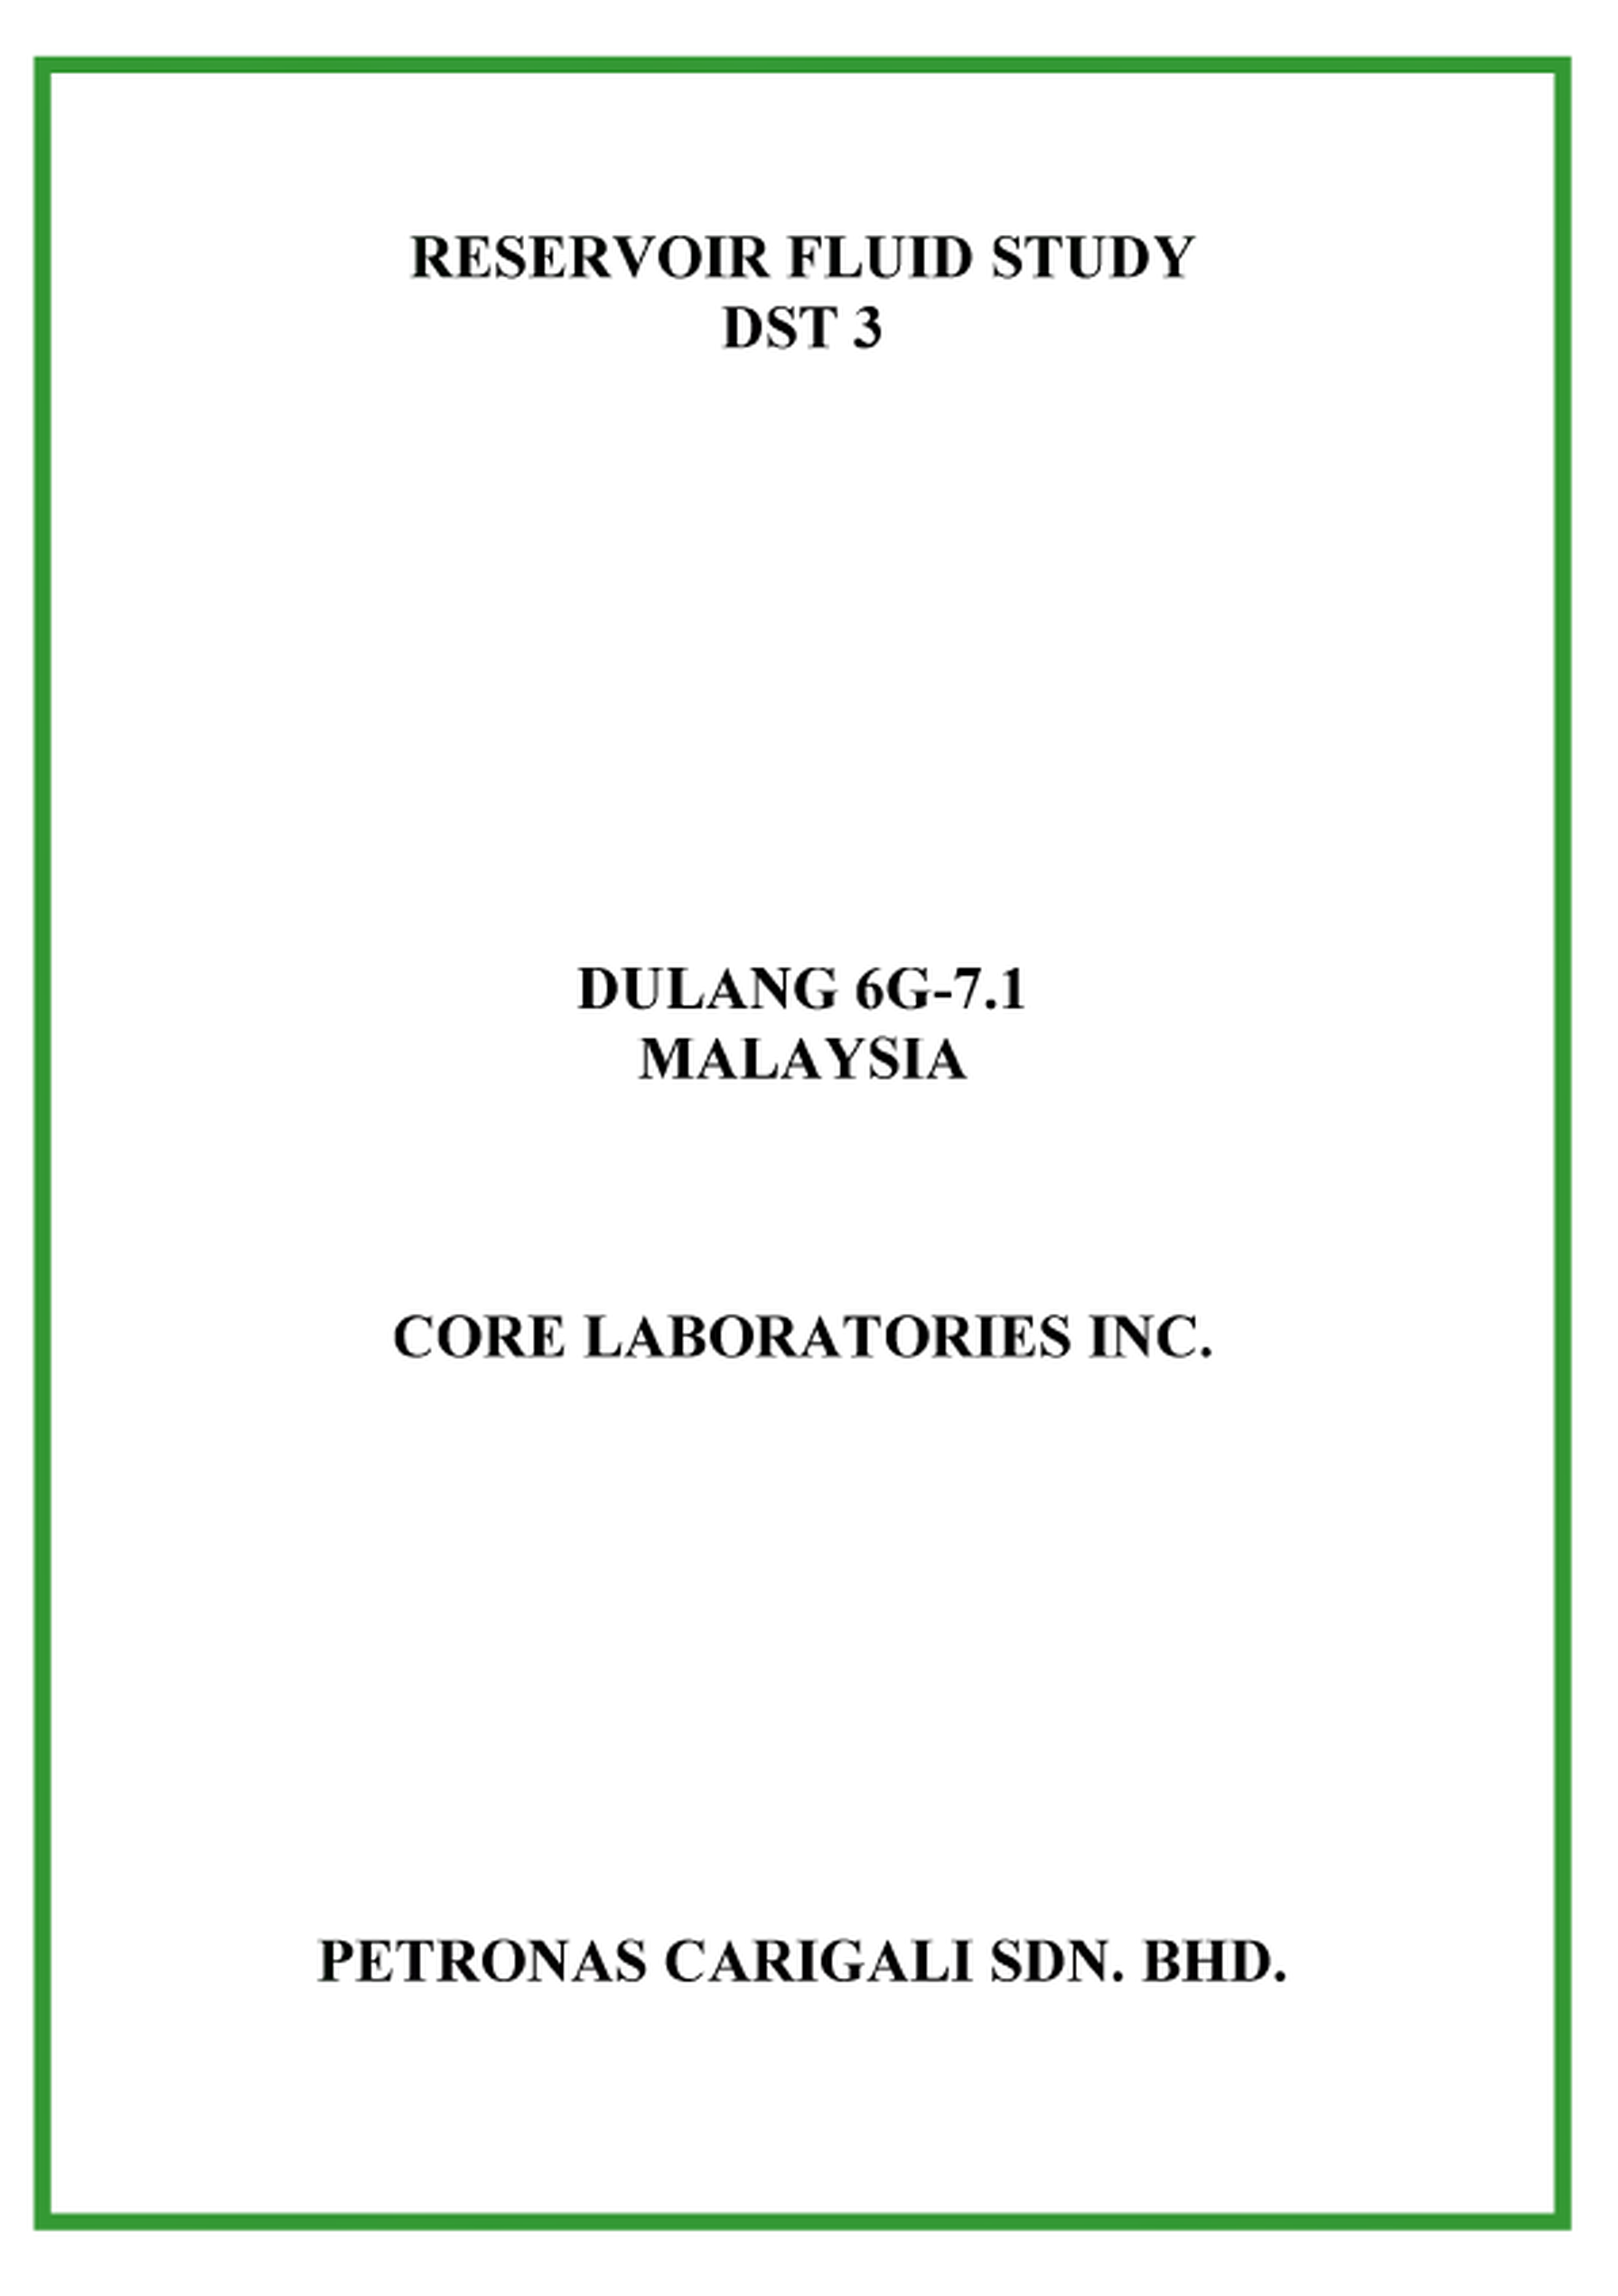 RESERVOIR FLUID STUDY
DST 3
DULANG 6G-7.1
MALAYSIA
CORE LABORATORIES INC.
PETRONAS CARIGALI SDN. BHD.